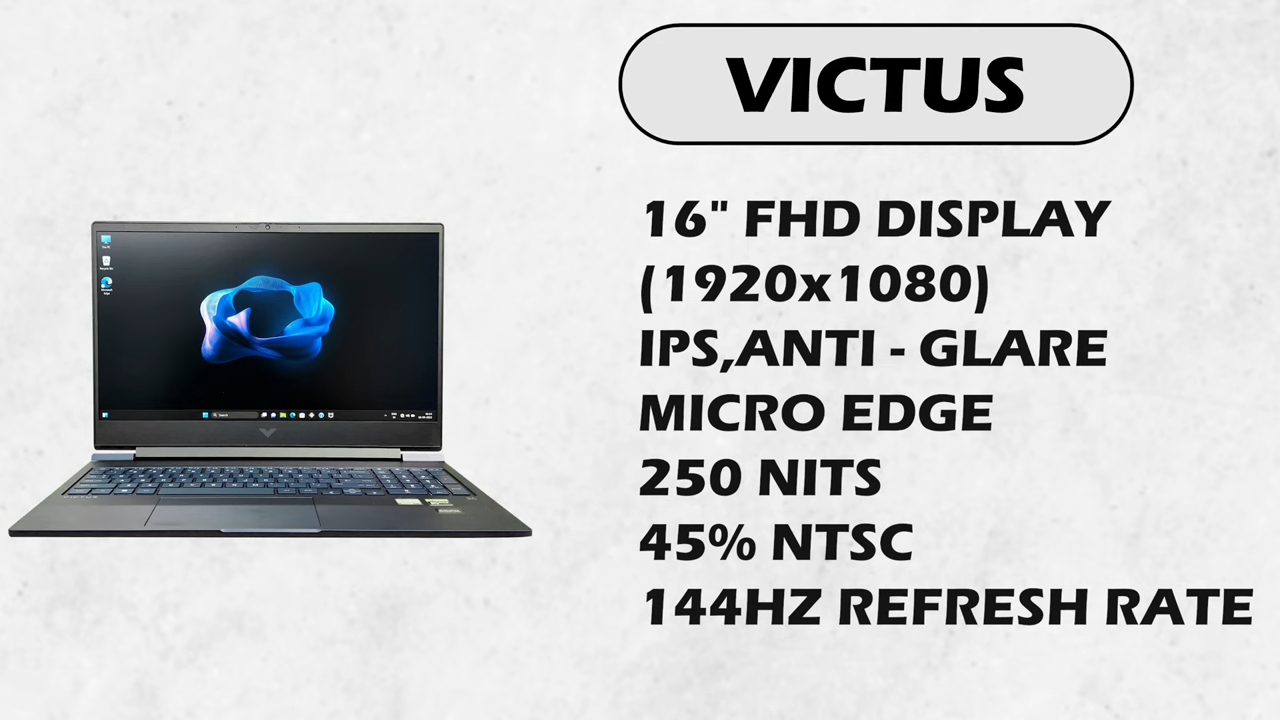 VICTUS
16" FHD DISPLAY
(1920x1080)
IPS,ANTI - GLARE
MICRO EDGE
250 NITS
45% NTSC
144HZ REFRESH RATE